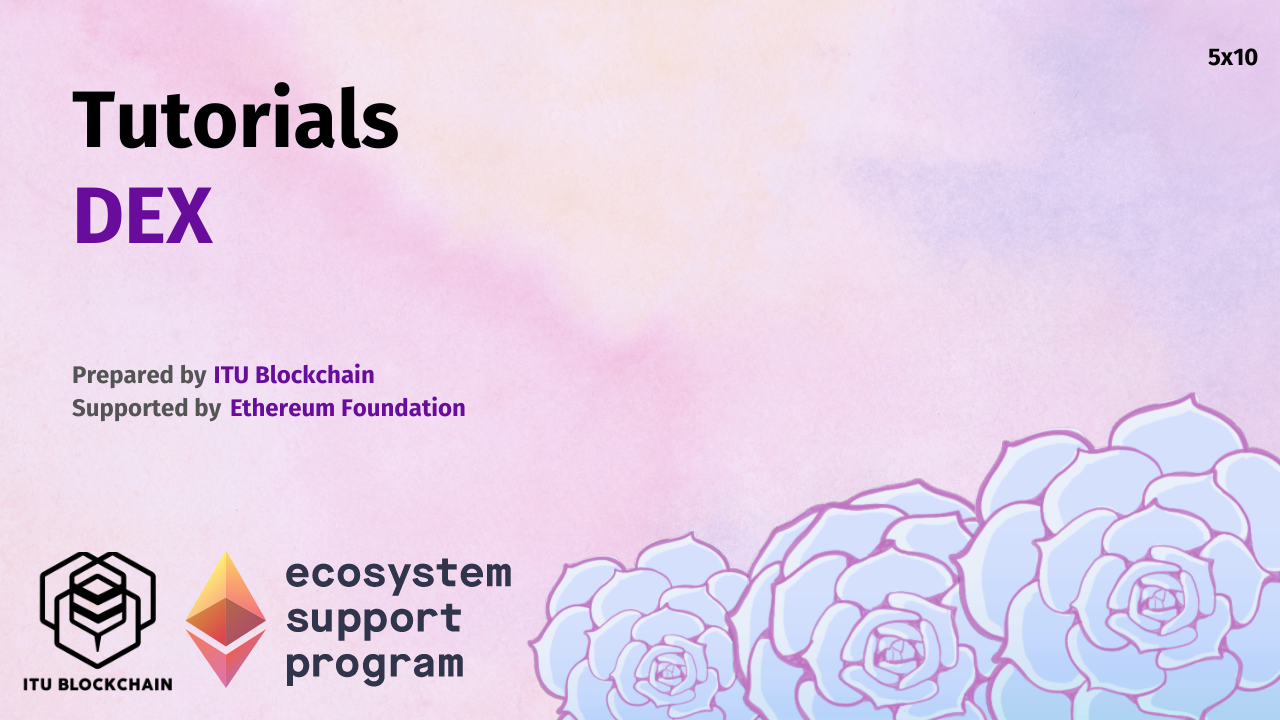 5x10
Tutorials
DEX
Prepared by ITU Blockchain
Supported by Ethereum Foundation
ITU BLOCKCHAIN
ecosystem
support
program